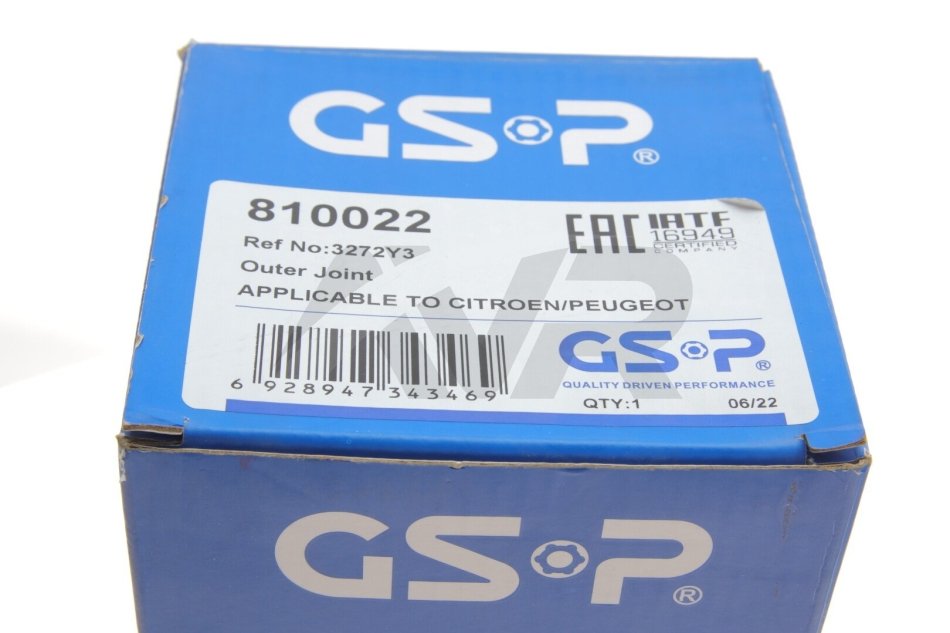 GS•P®
810022
Ref No:3272Y3
Outer Joint
APPLICABLE TO CITROEN/PEUGEOT
EAC
IATF
16949
CERTIFIED
COMPANY
6 928947 343469
GS•P®
QUALITY DRIVEN PERFORMANCE
QTY:1 06/22
GS•P®